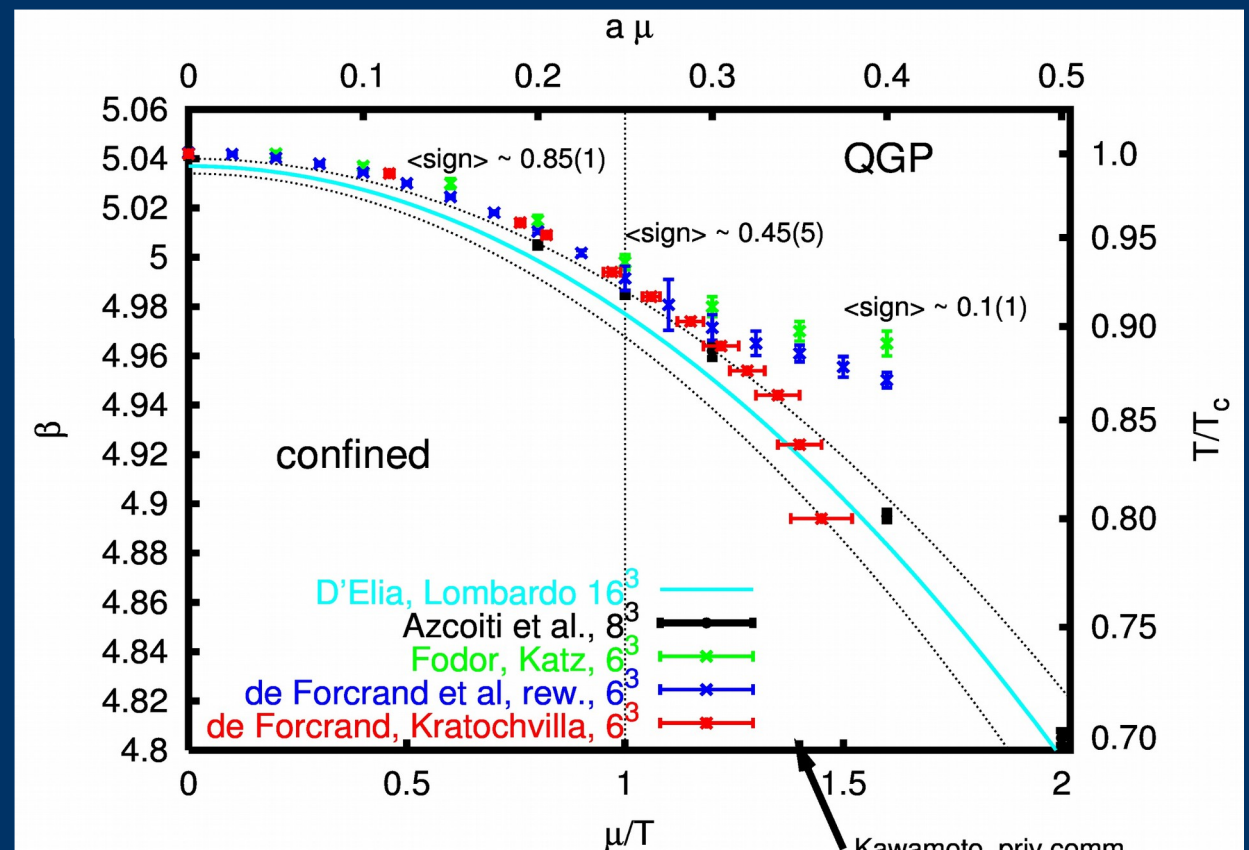 a μ
0 0.1 0.2 0.3 0.4 0.5
5.06
5.04
5.02
5
4.98
4.96
4.94
4.92
4.9
4.88
4.86
4.84
4.82
4.8
β
1.0
0.95
0.90
0.85
0.80
0.75
0.70
T/Tc
<sign> ~ 0.85(1)
QGP
<sign> ~ 0.45(5)
<sign> ~ 0.1(1)
confined
D'Elia, Lombardo 16³
Azcoiti et al., 8³
Fodor, Katz, 6³
de Forcrand et al, rew., 6³
de Forcrand, Kratochvilla, 6³
0 0.5 1 1.5 2
μ/T
Kawamoto, priv.comm.